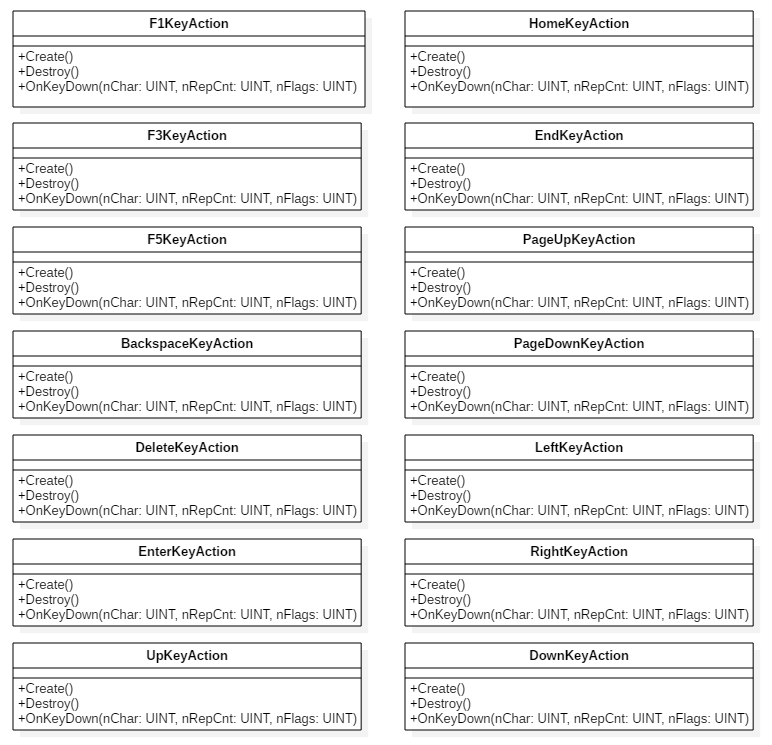 F1KeyAction
+Create()
+Destroy()
+OnKeyDown(nChar: UINT, nRepCnt: UINT, nFlags: UINT)
HomeKeyAction
+Create()
+Destroy()
+OnKeyDown(nChar: UINT, nRepCnt: UINT, nFlags: UINT)
F3KeyAction
+Create()
+Destroy()
+OnKeyDown(nChar: UINT, nRepCnt: UINT, nFlags: UINT)
EndKeyAction
+Create()
+Destroy()
+OnKeyDown(nChar: UINT, nRepCnt: UINT, nFlags: UINT)
F5KeyAction
+Create()
+Destroy()
+OnKeyDown(nChar: UINT, nRepCnt: UINT, nFlags: UINT)
PageUpKeyAction
+Create()
+Destroy()
+OnKeyDown(nChar: UINT, nRepCnt: UINT, nFlags: UINT)
BackspaceKeyAction
+Create()
+Destroy()
+OnKeyDown(nChar: UINT, nRepCnt: UINT, nFlags: UINT)
PageDownKeyAction
+Create()
+Destroy()
+OnKeyDown(nChar: UINT, nRepCnt: UINT, nFlags: UINT)
DeleteKeyAction
+Create()
+Destroy()
+OnKeyDown(nChar: UINT, nRepCnt: UINT, nFlags: UINT)
LeftKeyAction
+Create()
+Destroy()
+OnKeyDown(nChar: UINT, nRepCnt: UINT, nFlags: UINT)
EnterKeyAction
+Create()
+Destroy()
+OnKeyDown(nChar: UINT, nRepCnt: UINT, nFlags: UINT)
RightKeyAction
+Create()
+Destroy()
+OnKeyDown(nChar: UINT, nRepCnt: UINT, nFlags: UINT)
UpKeyAction
+Create()
+Destroy()
+OnKeyDown(nChar: UINT, nRepCnt: UINT, nFlags: UINT)
DownKeyAction
+Create()
+Destroy()
+OnKeyDown(nChar: UINT, nRepCnt: UINT, nFlags: UINT)